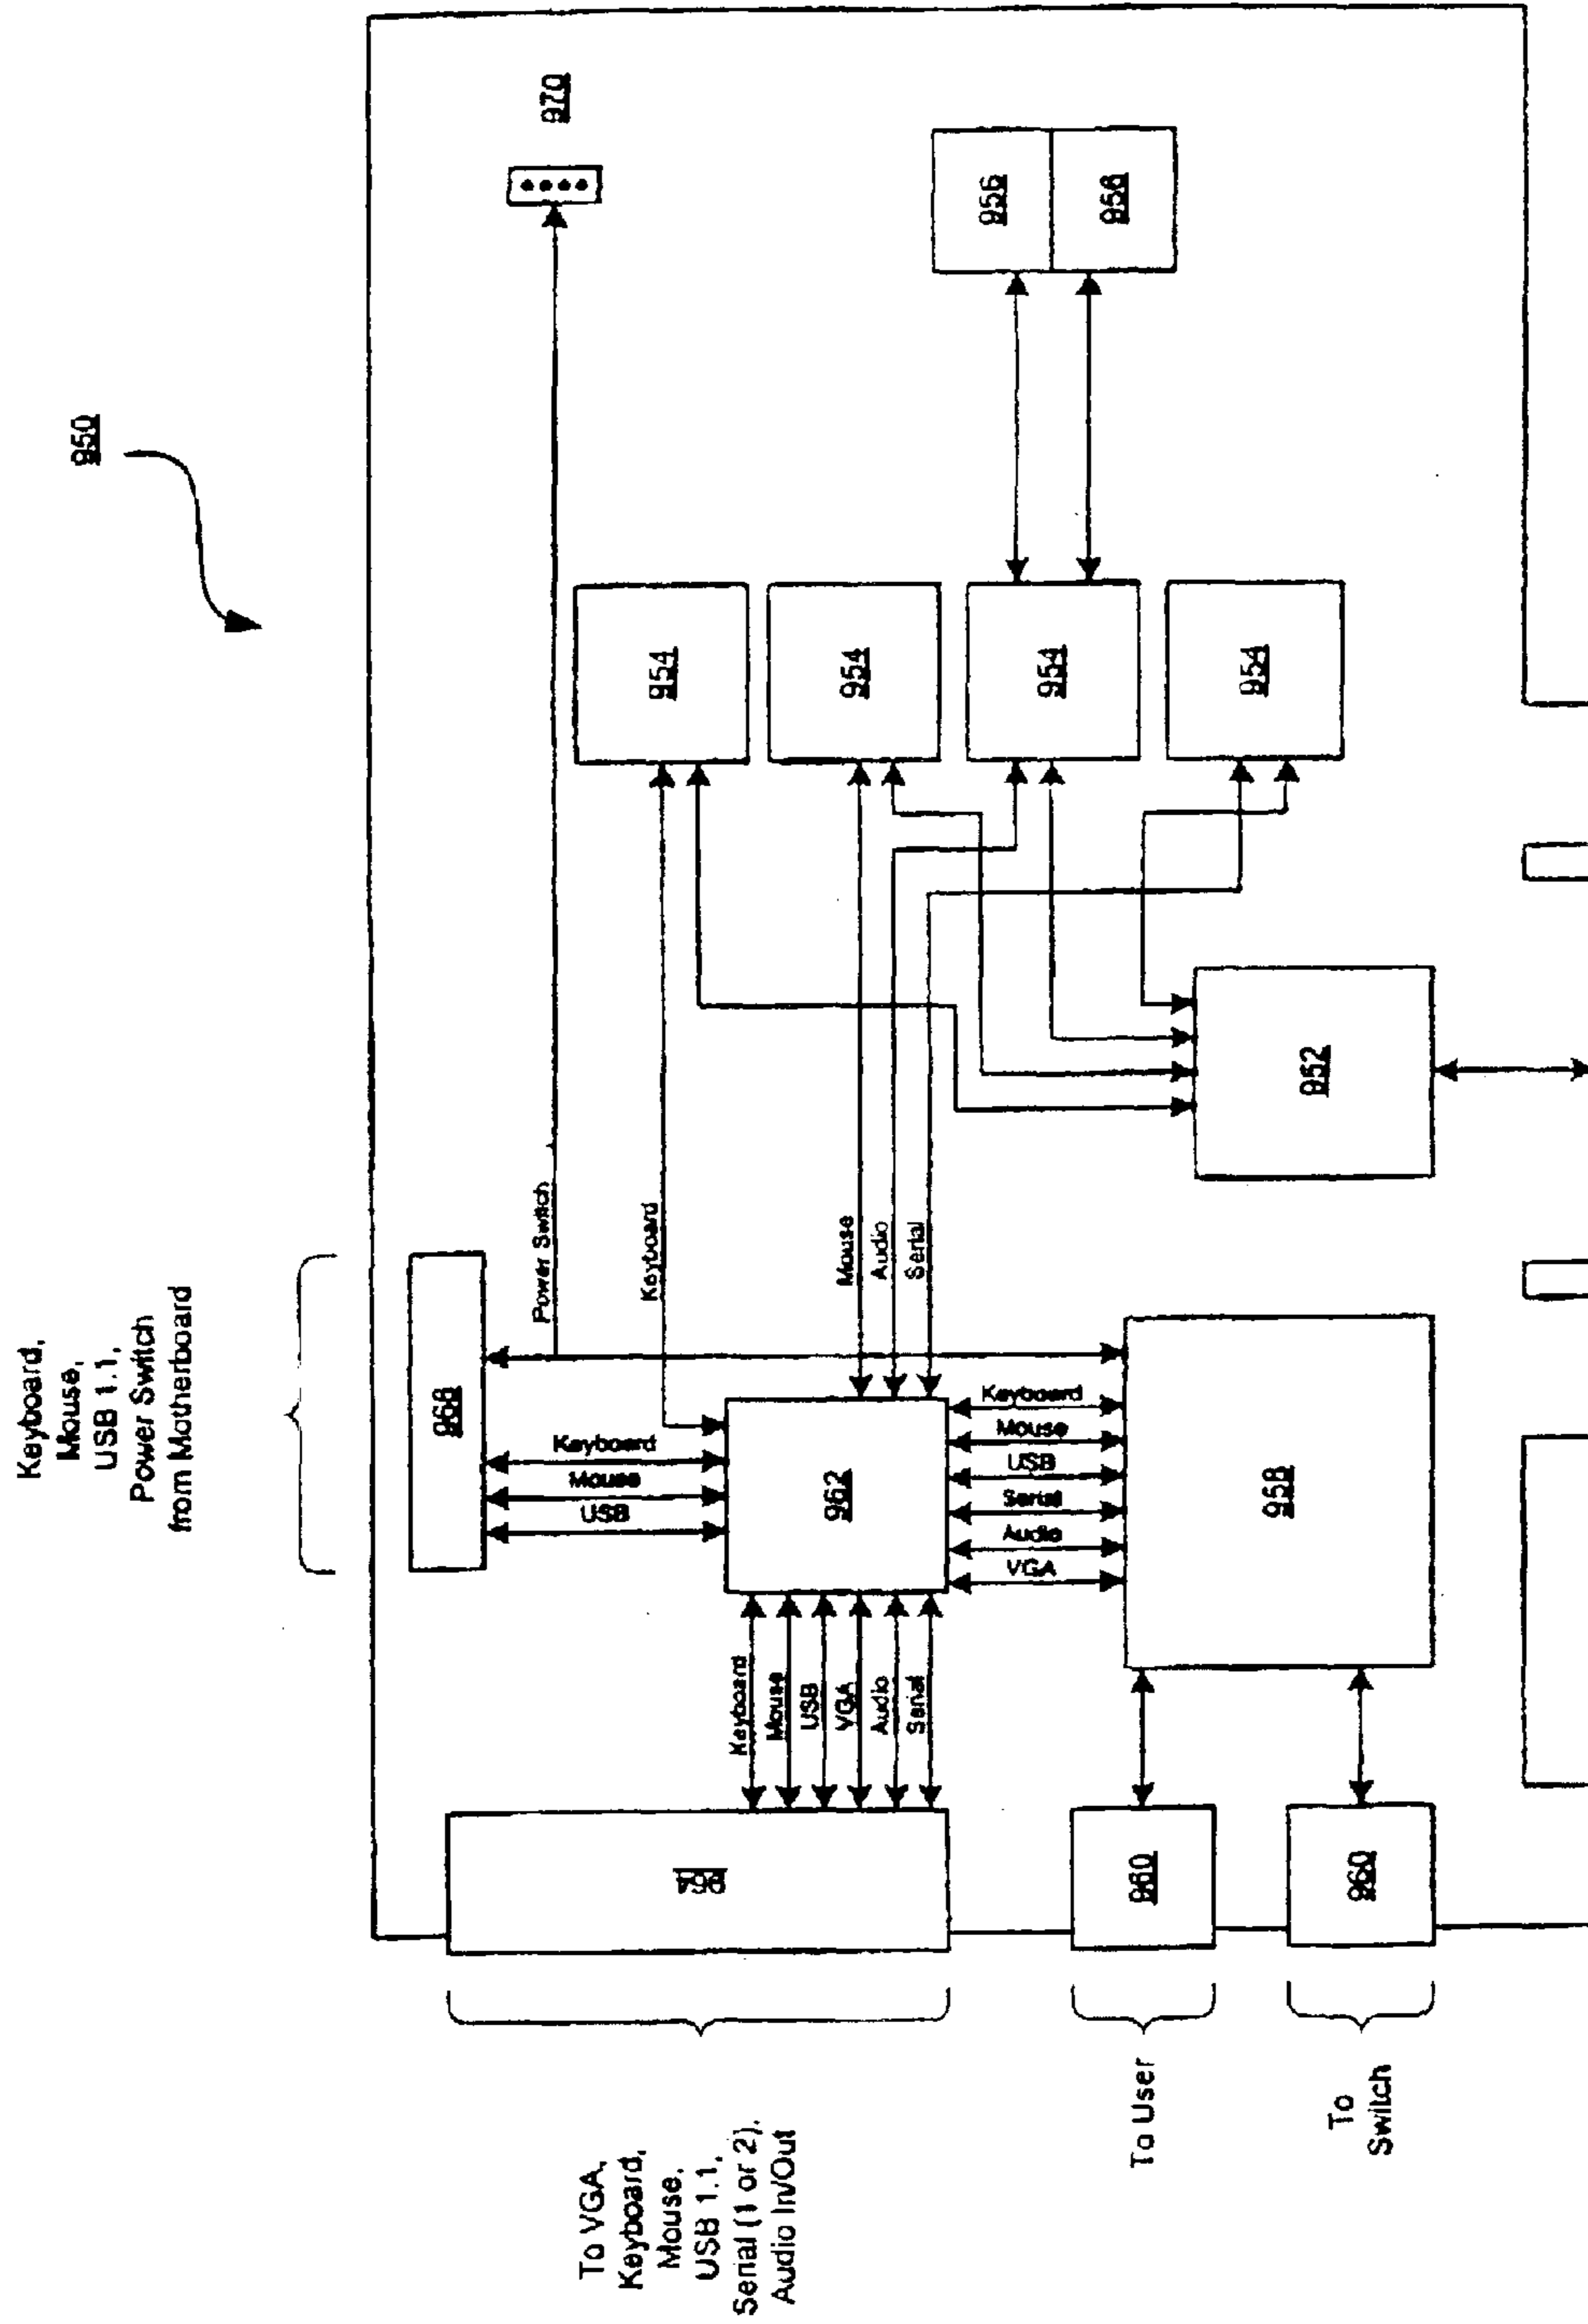 Keyboard,
Mouse,
USB 1.1,
Power Switch
from Motherboard
950
970
968
Power Switch
Keyboard
Mouse
USB
Keyboard
954
954
954
954
956
956
Mouse
Audio
Serial
962
Keyboard
Mouse
USB
VGA
Audio
Serial
Keyboard
Mouse
USB
Serial
Audio
VGA
958
952
960
960
To VGA,
Keyboard,
Mouse,
USB 1.1,
Serial (1 or 2),
Audio In/Out
To User
To
Switch